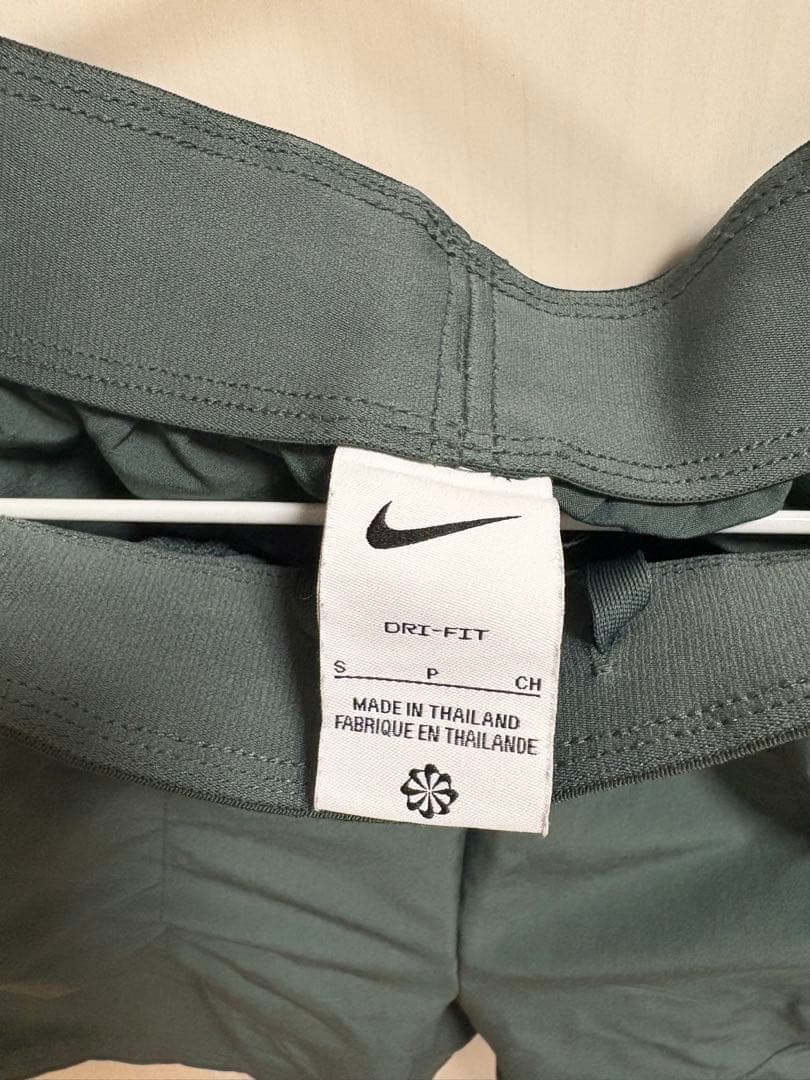 DRI-FIT
S P CH
MADE IN THAILAND
FABRIQUE EN THAILANDE